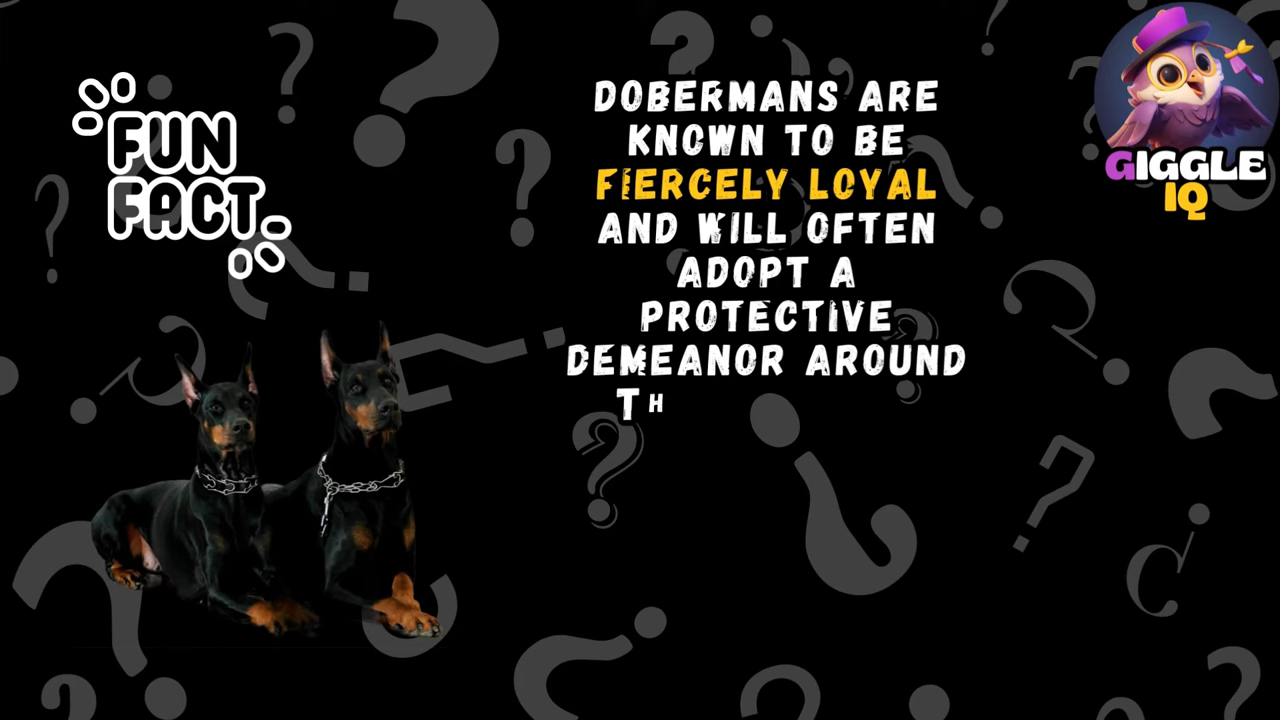 FUN
FACT
DOBERMANS ARE
KNOWN TO BE
FIERCELY LOYAL
AND WILL OFTEN
ADOPT A
PROTECTIVE
DEMEANOR AROUND
TH
GIGGLE
IQ